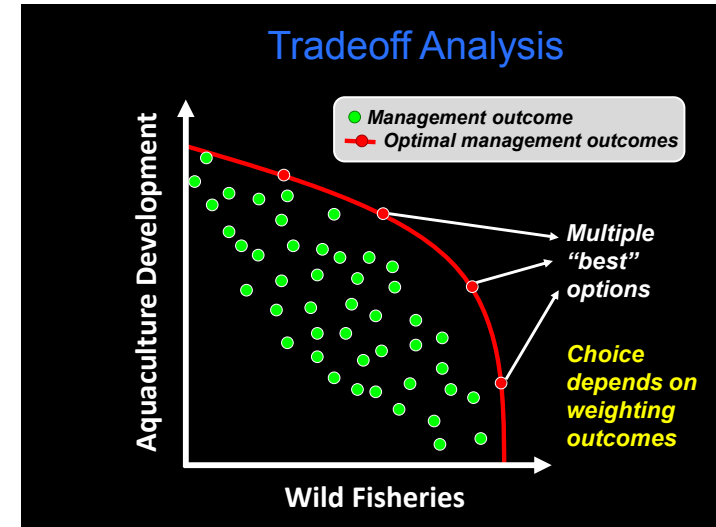 Tradeoff Analysis
Management outcome
Optimal management outcomes
Aquaculture Development
Multiple
“best”
options
Choice
depends on
weighting
outcomes
Wild Fisheries